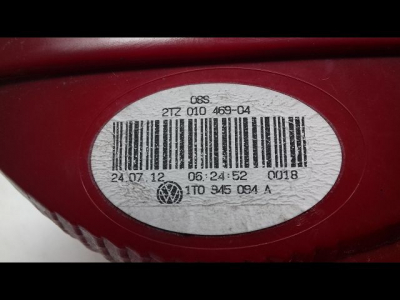 08S
2TZ 010 469-04
24.07.12 06:24:52 0018
1T0 945 094 A